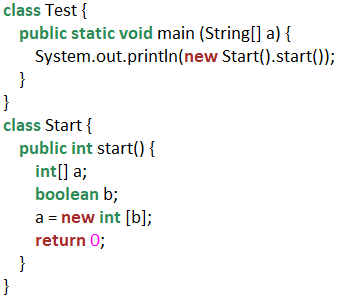 class Test {
public static void main (String[] a) {
System.out.println(new Start().start());
}
}
class Start {
public int start() {
int[] a;
boolean b;
a = new int [b];
return 0;
}
}